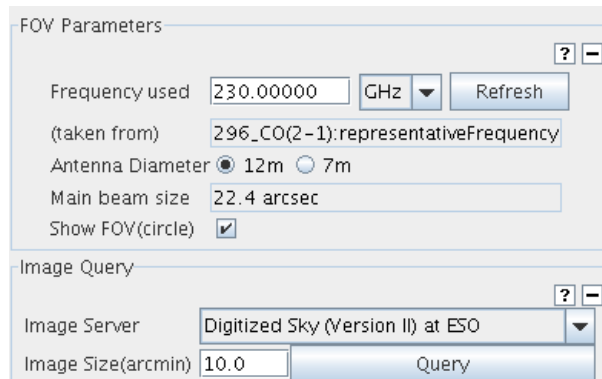 FOV Parameters
? −
Frequency used 230.00000 GHz Refresh
(taken from) 296_CO(2-1):representativeFrequency
Antenna Diameter 12m 7m
Main beam size 22.4 arcsec
Show FOV(circle)
Image Query
? −
Image Server Digitized Sky (Version II) at ESO
Image Size(arcmin) 10.0 Query